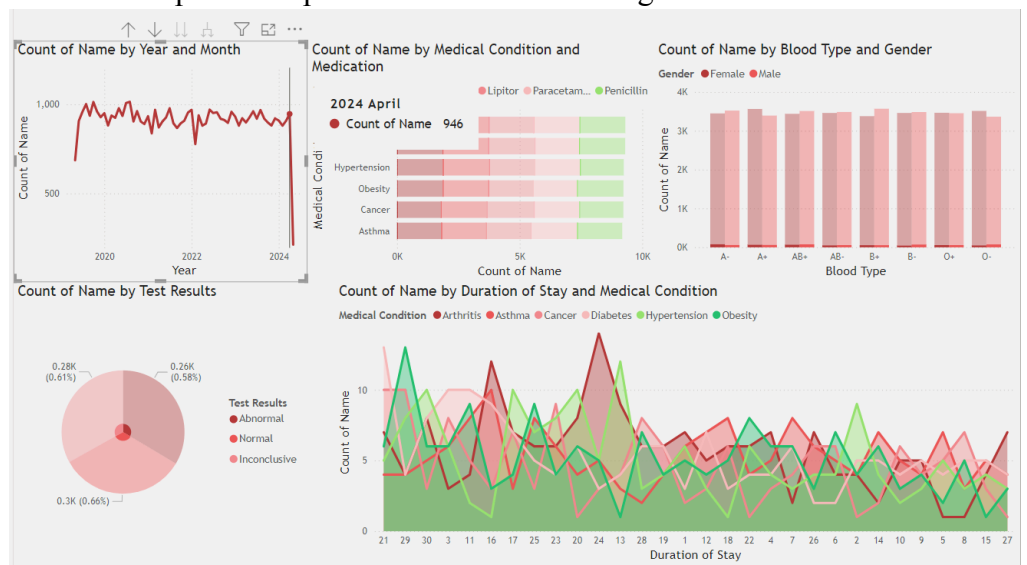 Count of Name by Year and Month
1,000
500
Count of Name
2020
2022
2024
Year
Count of Name by Medical Condition and
Medication
Lipitor Paracetam... Penicillin
2024 April
Count of Name 946
Medical Condi
Hypertension
Obesity
Cancer
Asthma
0K
5K
10K
Count of Name
Count of Name by Blood Type and Gender
Gender Female Male
4K
3K
2K
1K
0K
Count of Name
A- A+ AB+ AB- B+ B- O+ O-
Blood Type
Count of Name by Test Results
0.28K
(0.61%)
0.26K
(0.58%)
0.3K (0.66%)
Test Results
Abnormal
Normal
Inconclusive
Count of Name by Duration of Stay and Medical Condition
Medical Condition Arthritis Asthma Cancer Diabetes Hypertension Obesity
10
5
0
Count of Name
21 29 30 3 11 16 17 25 23 20 24 13 28 19 1 12 18 22 4 7 26 6 2 14 10 9 5 8 15 27
Duration of Stay